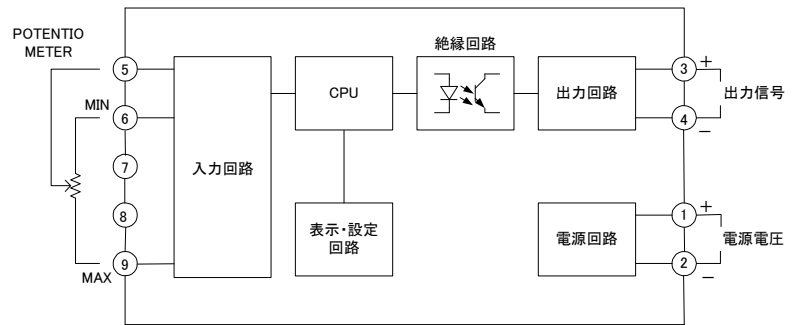 POTENTIO
METER
5
MIN
6
7
8
9
MAX
入力回路
CPU
表示・設定
回路
絶縁回路
出力回路
3
+
4
−
出力信号
電源回路
1
+
2
−
電源電圧